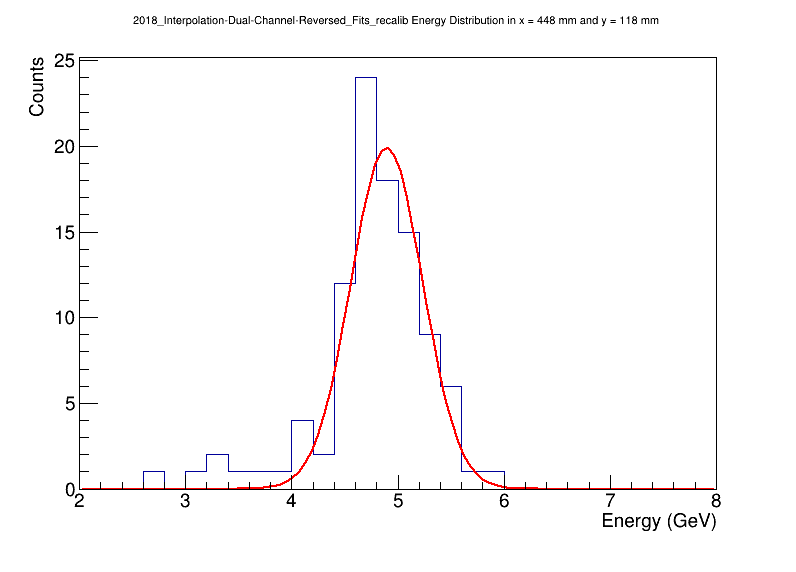 2018_Interpolation-Dual-Channel-Reversed_Fits_recalib Energy Distribution in x = 448 mm and y = 118 mm
Counts
25
20
15
10
5
0
2 3 4 5 6 7 8
Energy (GeV)